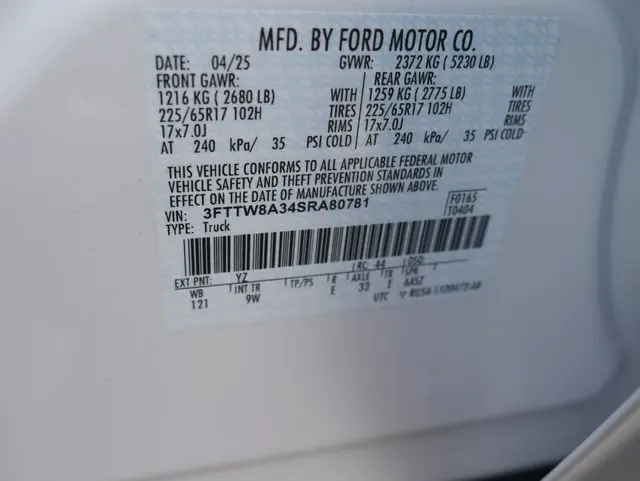 MFD. BY FORD MOTOR CO.
DATE: 04/25 GVWR: 2372 KG ( 5230 LB)
FRONT GAWR: REAR GAWR:
1216 KG ( 2680 LB) WITH 1259 KG ( 2775 LB) WITH
225/65R17 102H TIRES 225/65R17 102H TIRES
17x7.0J RIMS 17x7.0J RIMS
AT 240 kPa/ 35 PSI COLD AT 240 kPa/ 35 PSI COLD
THIS VEHICLE CONFORMS TO ALL APPLICABLE FEDERAL MOTOR
VEHICLE SAFETY AND THEFT PREVENTION STANDARDS IN
EFFECT ON THE DATE OF MANUFACTURE SHOWN ABOVE.
VIN: 3FTTW8A34SRA80781 F0165
TYPE: Truck T0404
EXT PNT: YZ RC: 44 DSO:
WB INT TR TP/PS R AXLE TR SPR
121 9W E 33 E AASZ
UTC